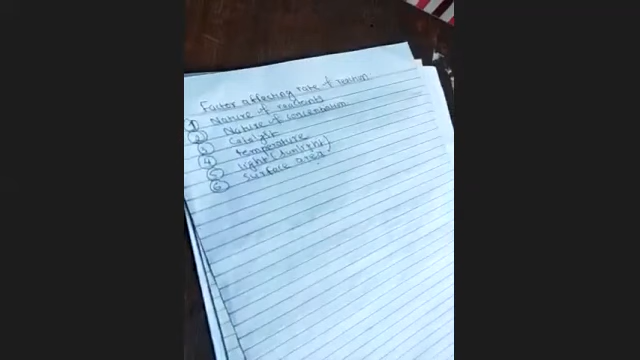 Factor affecting rate of reaction
① Nature of reactants
② Nature of concentration
③ Catalyst
④ temperature
⑤ light (sunlight)
⑥ Surface area